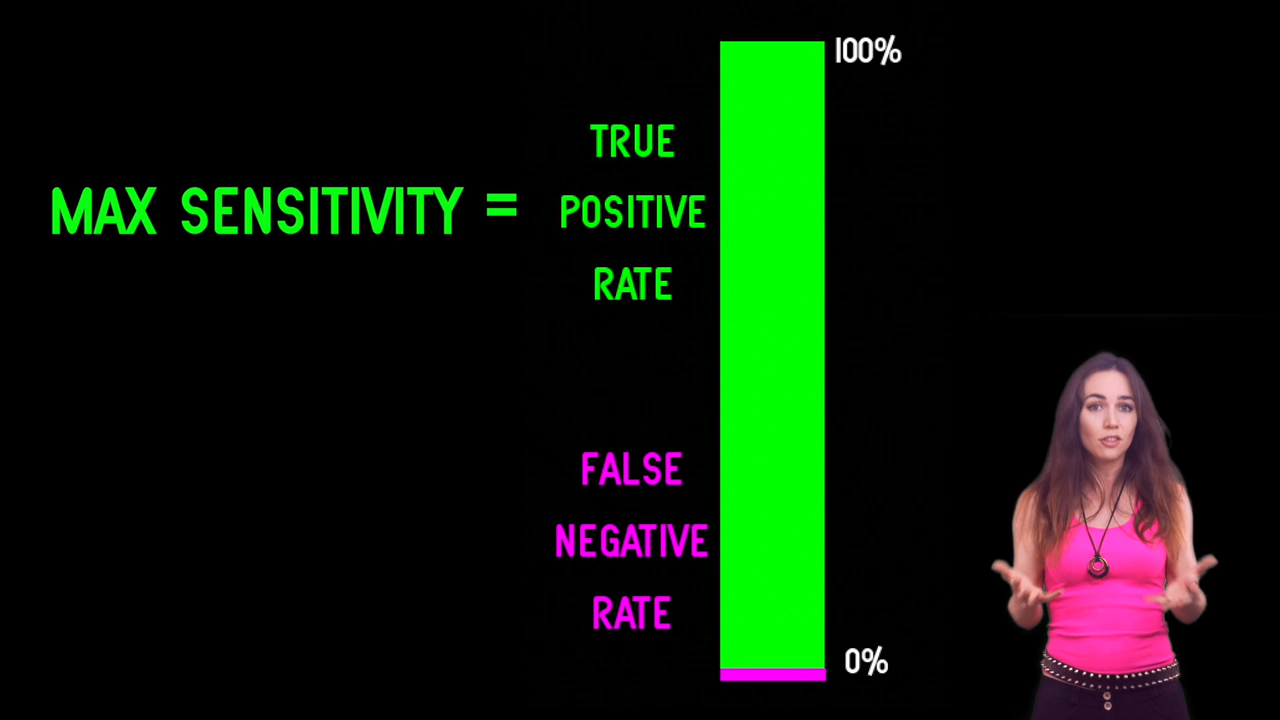 100%
TRUE
MAX SENSITIVITY = POSITIVE
RATE
FALSE
NEGATIVE
RATE
0%